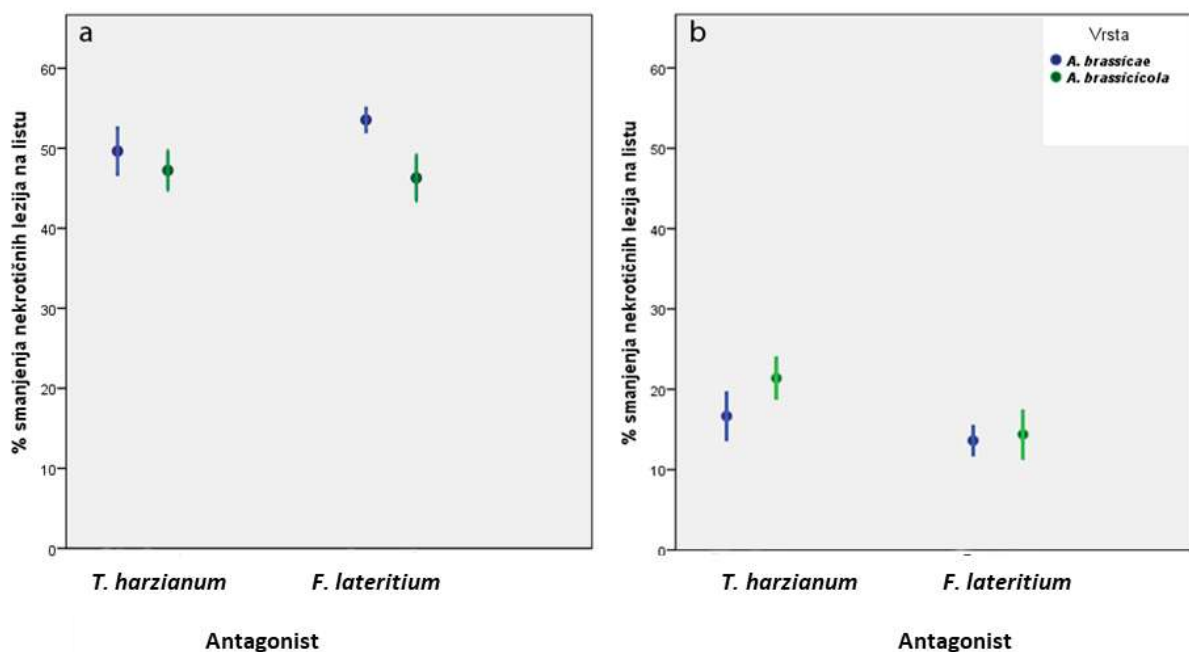 a
% smanjenja nekrotičnih lezija na listu
60
50
40
30
20
10
0
T. harzianum F. lateritium
Antagonist
b
Vrsta
A. brassicae
A. brassicicola
% smanjenja nekrotičnih lezija na listu
60
50
40
30
20
10
0
T. harzianum F. lateritium
Antagonist